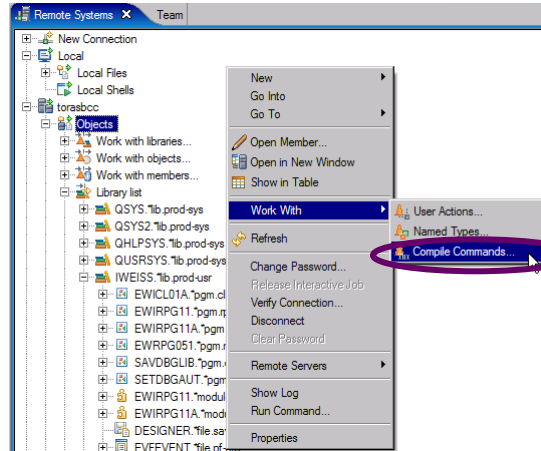 Remote Systems
Team
New Connection
Local
Local Files
Local Shells
torasbcc
Objects
Work with libraries...
Work with objects...
Work with members...
Library list
QSYS.*lib.prod-sys
QSYS2.*lib.prod-sys
QHLPSYS.*lib.prod-sys
QUSRSYS.*lib.prod-sys
IWEISS.*lib.prod-usr
EWICL01A.*pgm.cl
EWIRPG11.*pgm.rp
EWIRPG11A.*pgm
EWRPG051.*pgm.r
SAVDBGLIB.*pgm.
SETDBGAUT.*pgm
EWIRPG11.*modul
EWIRPG11A.*modu
DESIGNER.*file.sa
EVFEVENT.*file.pf-
New
Go Into
Go To
Open Member...
Open in New Window
Show in Table
Work With
Refresh
Change Password...
Release Interactive Job
Verify Connection...
Disconnect
Clear Password
Remote Servers
Show Log
Run Command...
Properties
User Actions...
Named Types...
Compile Commands...